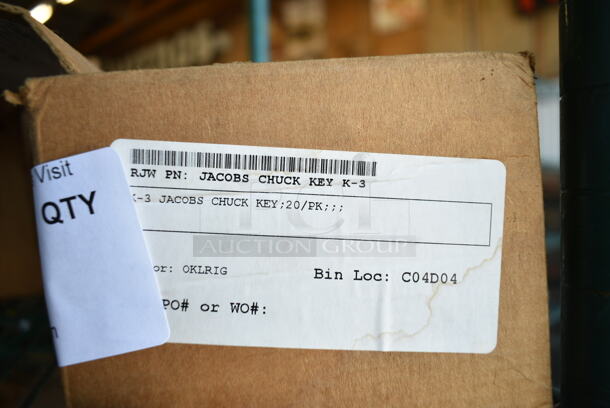 Visit
QTY
RJW PN: JACOBS CHUCK KEY K-3
K-3 JACOBS CHUCK KEY;20/PK;;;
AUCTION GROUP
or: OKLRIG
Bin Loc: C04D04
PO# or WO#: